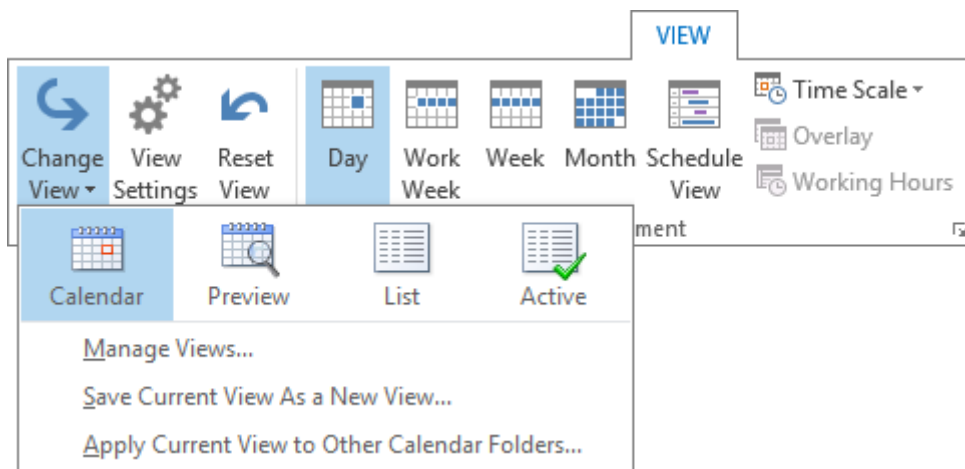 VIEW
Change View
View Settings
Reset View
Day
Work Week
Week
Month
Schedule View
Time Scale
Overlay
Working Hours
ment
Calendar
Preview
List
Active
Manage Views...
Save Current View As a New View...
Apply Current View to Other Calendar Folders...